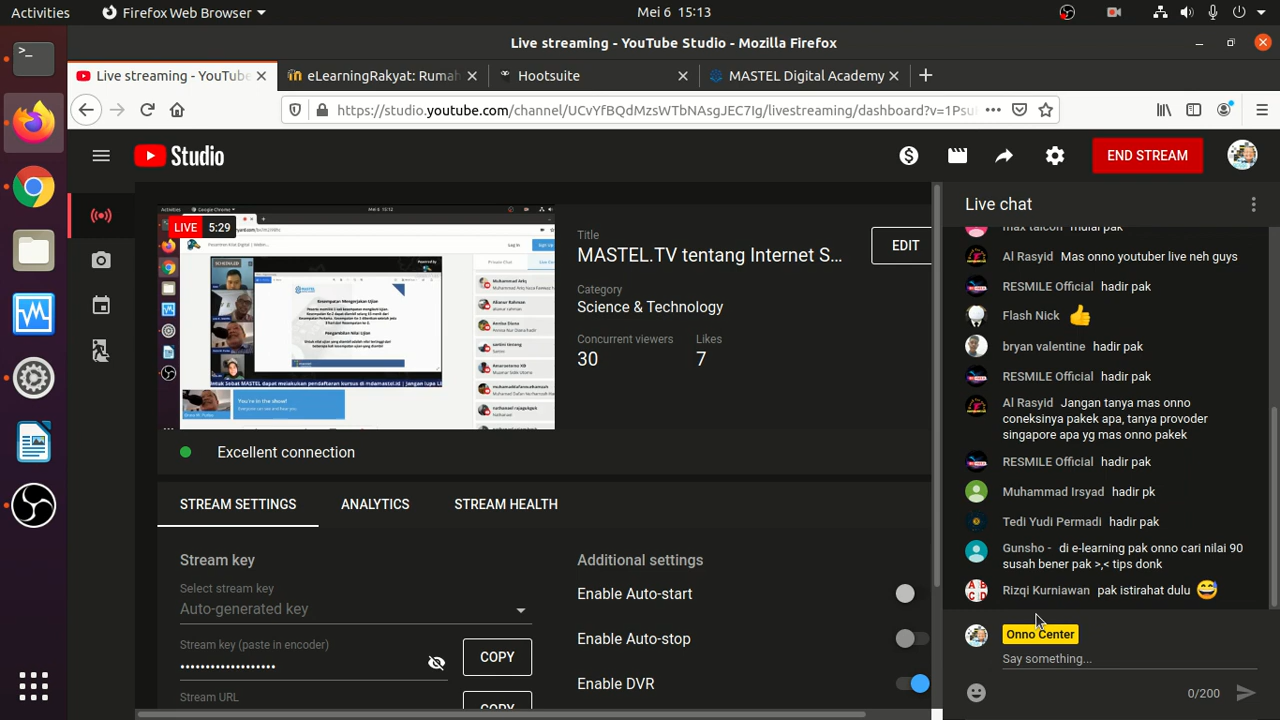 Activities
Firefox Web Browser
Mei 6 15:13
Live streaming - YouTube Studio - Mozilla Firefox
Live streaming - YouTube
eLearningRakyat: Rumah
Hootsuite
MASTEL Digital Academy
https://studio.youtube.com/channel/UCvYfBQdMzsWTbNAsgJEC7Ig/livestreaming/dashboard?v=1Psu
Studio
END STREAM
LIVE 5:29
Title
MASTEL.TV tentang Internet S...
EDIT
Category
Science & Technology
Concurrent viewers
30
Likes
7
Excellent connection
STREAM SETTINGS
ANALYTICS
STREAM HEALTH
Stream key
Select stream key
Auto-generated key
Stream key (paste in encoder)
••••••••••••••••••
COPY
Stream URL
COPY
Additional settings
Enable Auto-start
Enable Auto-stop
Enable DVR
Live chat
max talcon mulai pak
Al Rasyid Mas onno youtuber live men guys
RESMILE Official hadir pak
Flash Nick 👍
bryan valentine hadir pak
RESMILE Official hadir pak
Al Rasyid Jangan tanya mas onno
coneksinya pakek apa, tanya provoder
singapore apa yg mas onno pakek
RESMILE Official hadir pak
Muhammad Irsyad hadir pk
Tedi Yudi Permadi hadir pak
Gunsho - di e-learning pak onno cari nilai 90
susah bener pak >,< tips donk
Rizqi Kurniawan pak istirahat dulu 😅
Onno Center
Say something...
0/200